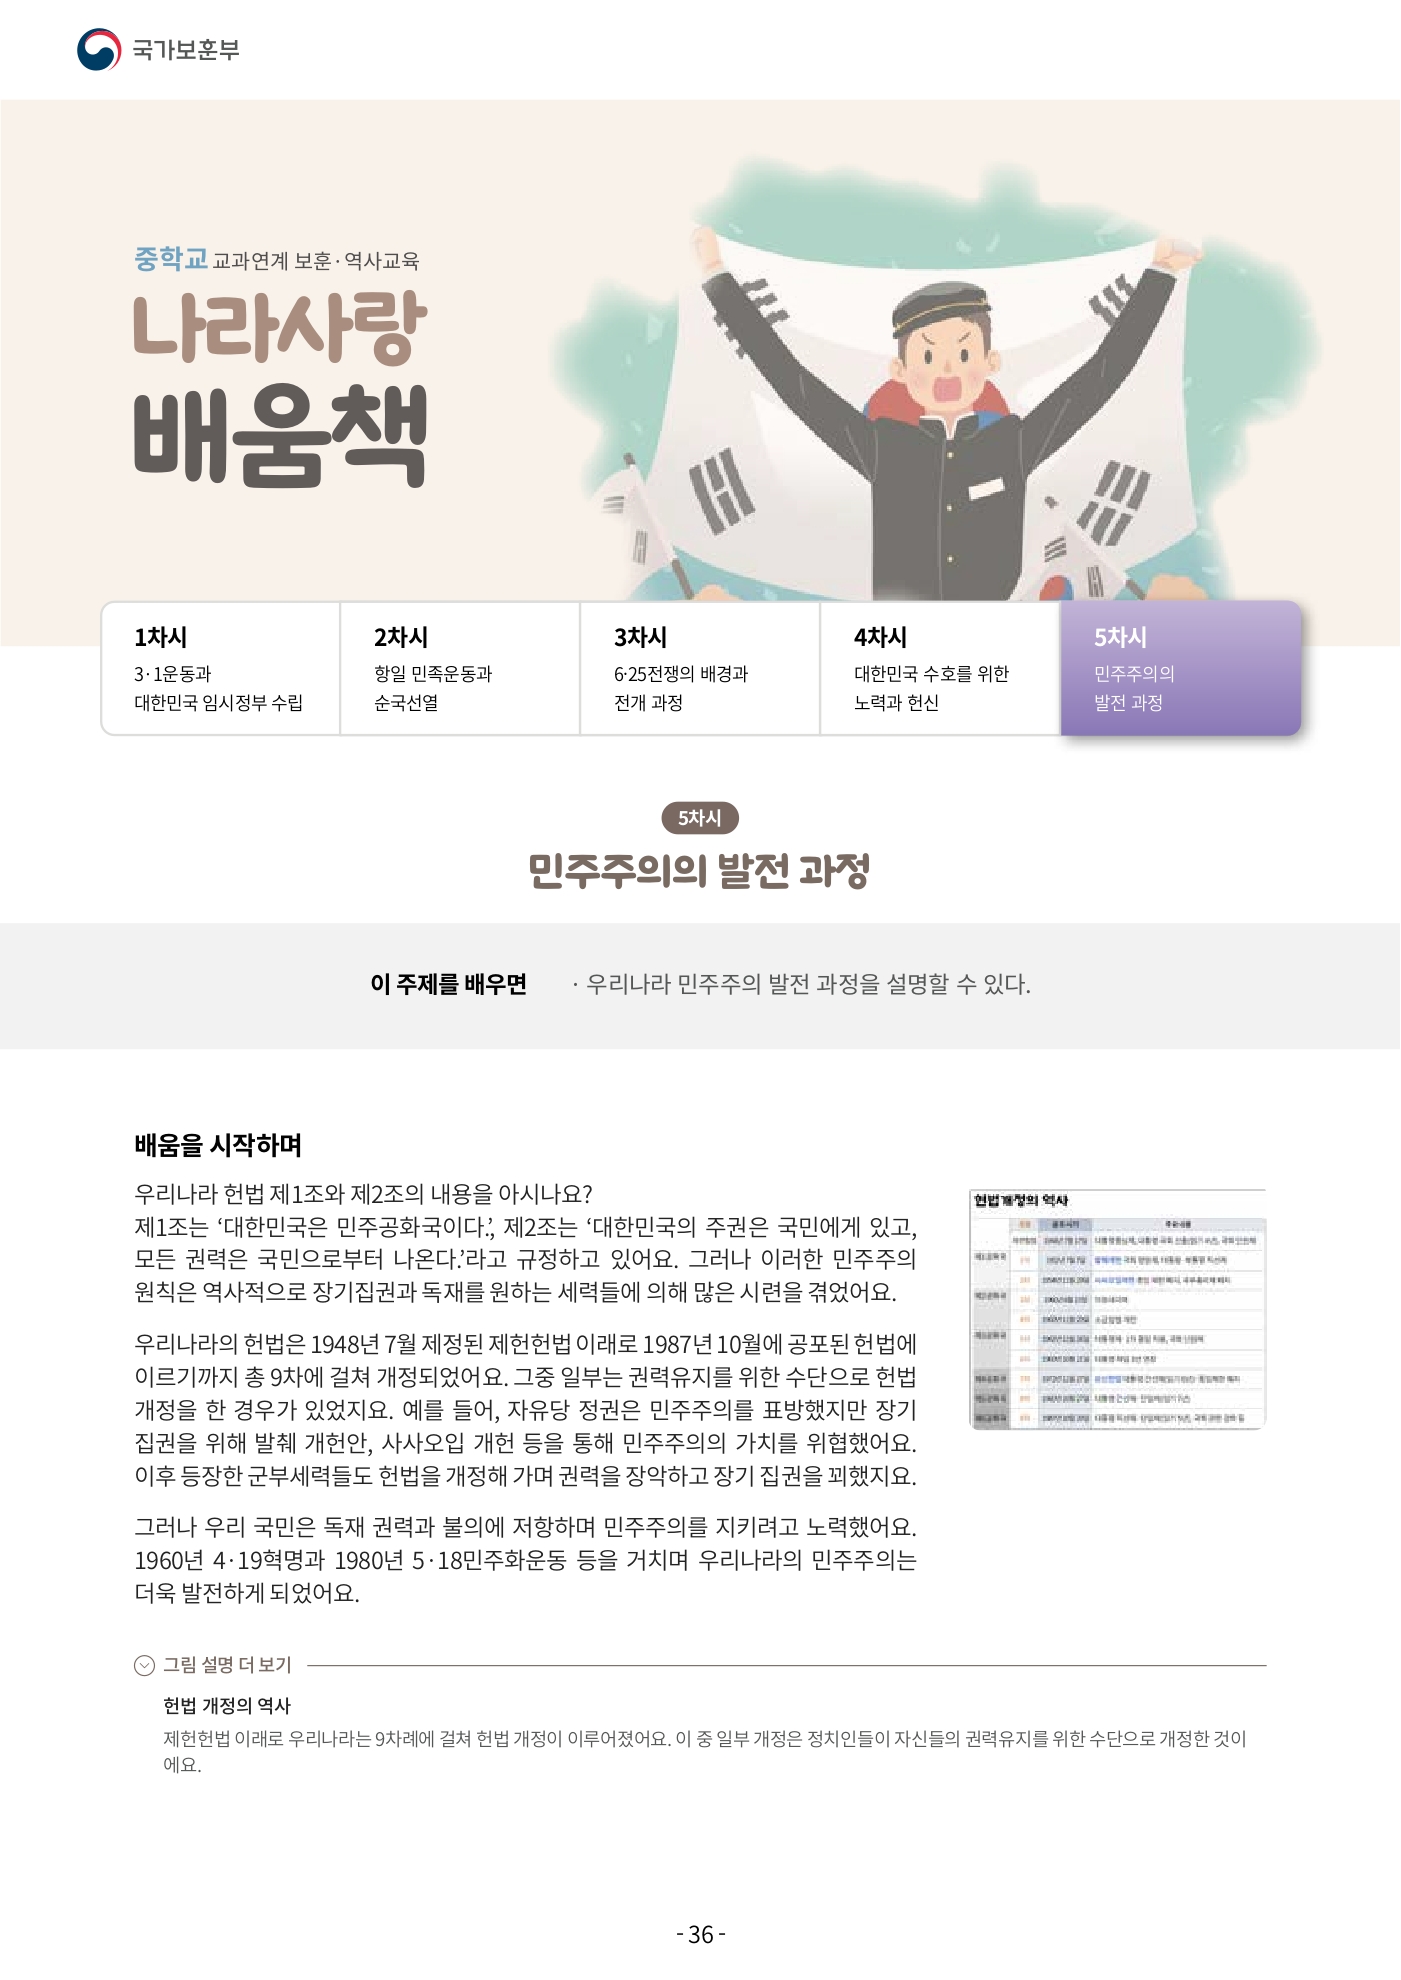 국가보훈부
중학교 교과연계 보훈·역사교육
나라사랑
배움책
1차시
3·1운동과
대한민국 임시정부 수립
2차시
항일 민족운동과
순국선열
3차시
6·25전쟁의 배경과
전개 과정
4차시
대한민국 수호를 위한
노력과 헌신
5차시
민주주의의
발전 과정
5차시
민주주의의 발전 과정
이 주제를 배우면 · 우리나라 민주주의 발전 과정을 설명할 수 있다.
배움을 시작하며
우리나라 헌법 제1조와 제2조의 내용을 아시나요?
제1조는 ‘대한민국은 민주공화국이다.’, 제2조는 ‘대한민국의 주권은 국민에게 있고,
모든 권력은 국민으로부터 나온다.’라고 규정하고 있어요. 그러나 이러한 민주주의
원칙은 역사적으로 장기집권과 독재를 원하는 세력들에 의해 많은 시련을 겪었어요.
우리나라의 헌법은 1948년 7월 제정된 제헌헌법 이래로 1987년 10월에 공포된 헌법에
이르기까지 총 9차에 걸쳐 개정되었어요. 그중 일부는 권력유지를 위한 수단으로 헌법
개정을 한 경우가 있었지요. 예를 들어, 자유당 정권은 민주주의를 표방했지만 장기
집권을 위해 발췌 개헌안, 사사오입 개헌 등을 통해 민주주의의 가치를 위협했어요.
이후 등장한 군부세력들도 헌법을 개정해 가며 권력을 장악하고 장기 집권을 꾀했지요.
그러나 우리 국민은 독재 권력과 불의에 저항하며 민주주의를 지키려고 노력했어요.
1960년 4·19혁명과 1980년 5·18민주화운동 등을 거치며 우리나라의 민주주의는
더욱 발전하게 되었어요.
헌법개정의 역사
그림 설명 더 보기
헌법 개정의 역사
제헌헌법 이래로 우리나라는 9차례에 걸쳐 헌법 개정이 이루어졌어요. 이 중 일부 개정은 정치인들이 자신들의 권력유지를 위한 수단으로 개정한 것이
에요.
- 36 -